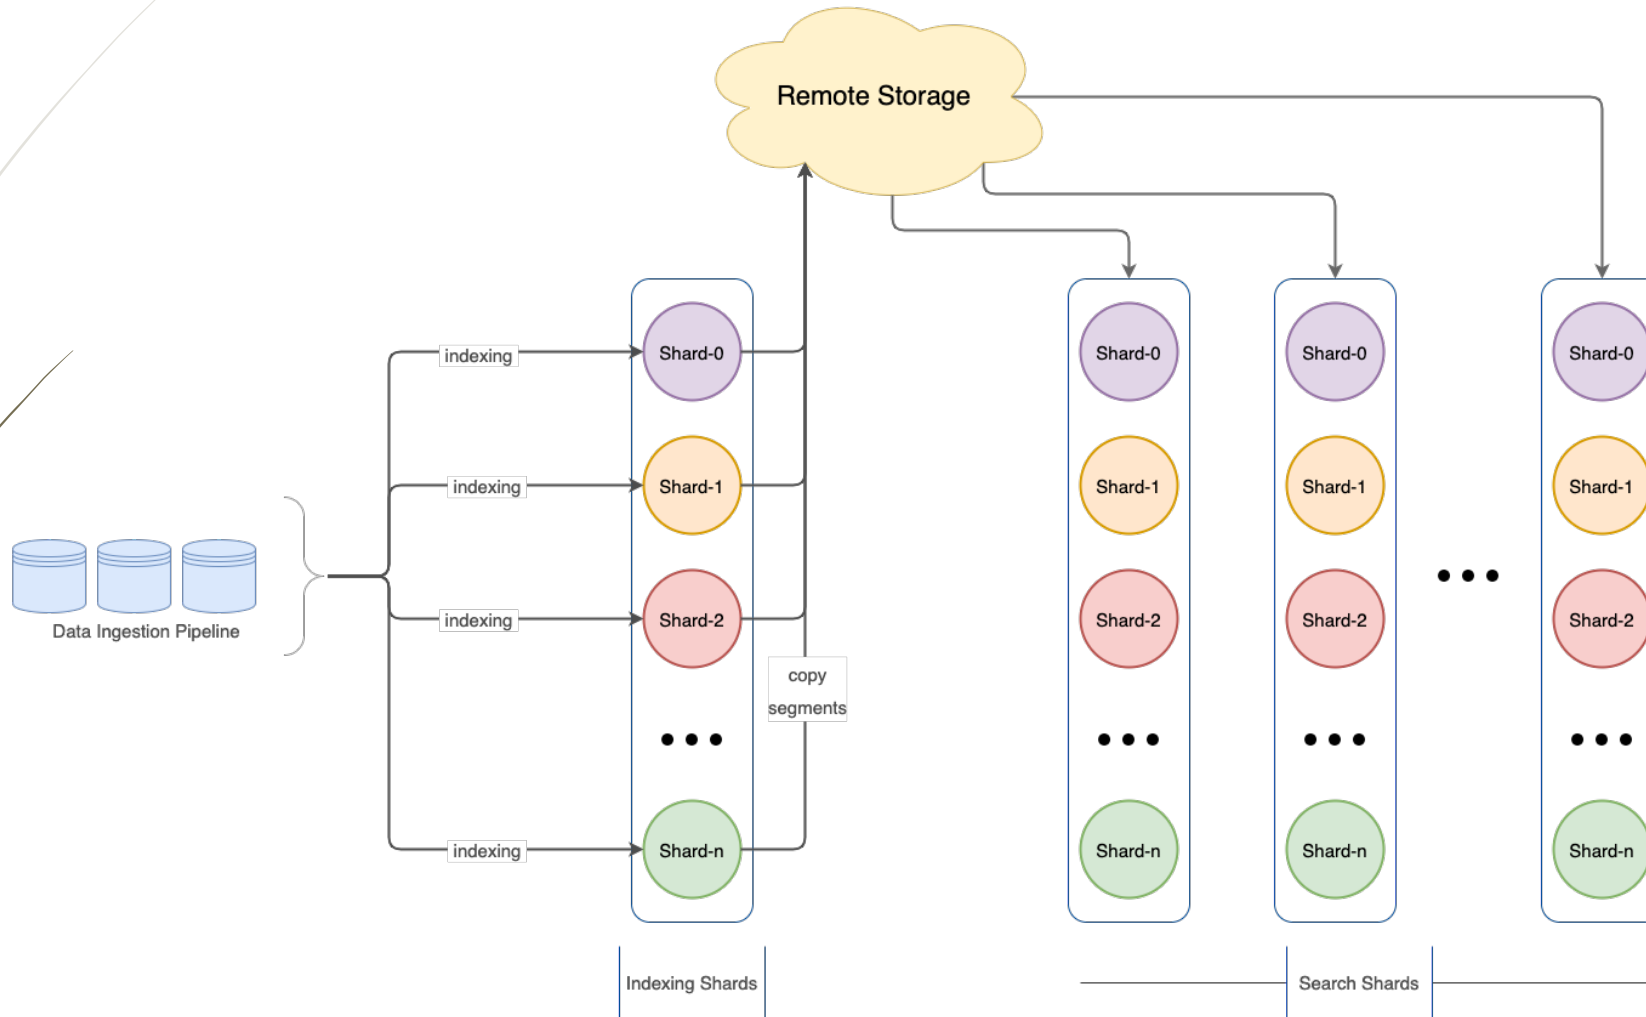 Remote Storage
indexing
Shard-0
Shard-0
Shard-0
Shard-0
indexing
Shard-1
Shard-1
Shard-1
Shard-1
Data Ingestion Pipeline
indexing
Shard-2
Shard-2
Shard-2
Shard-2
copy
segments
indexing
Shard-n
Shard-n
Shard-n
Shard-n
Indexing Shards
Search Shards